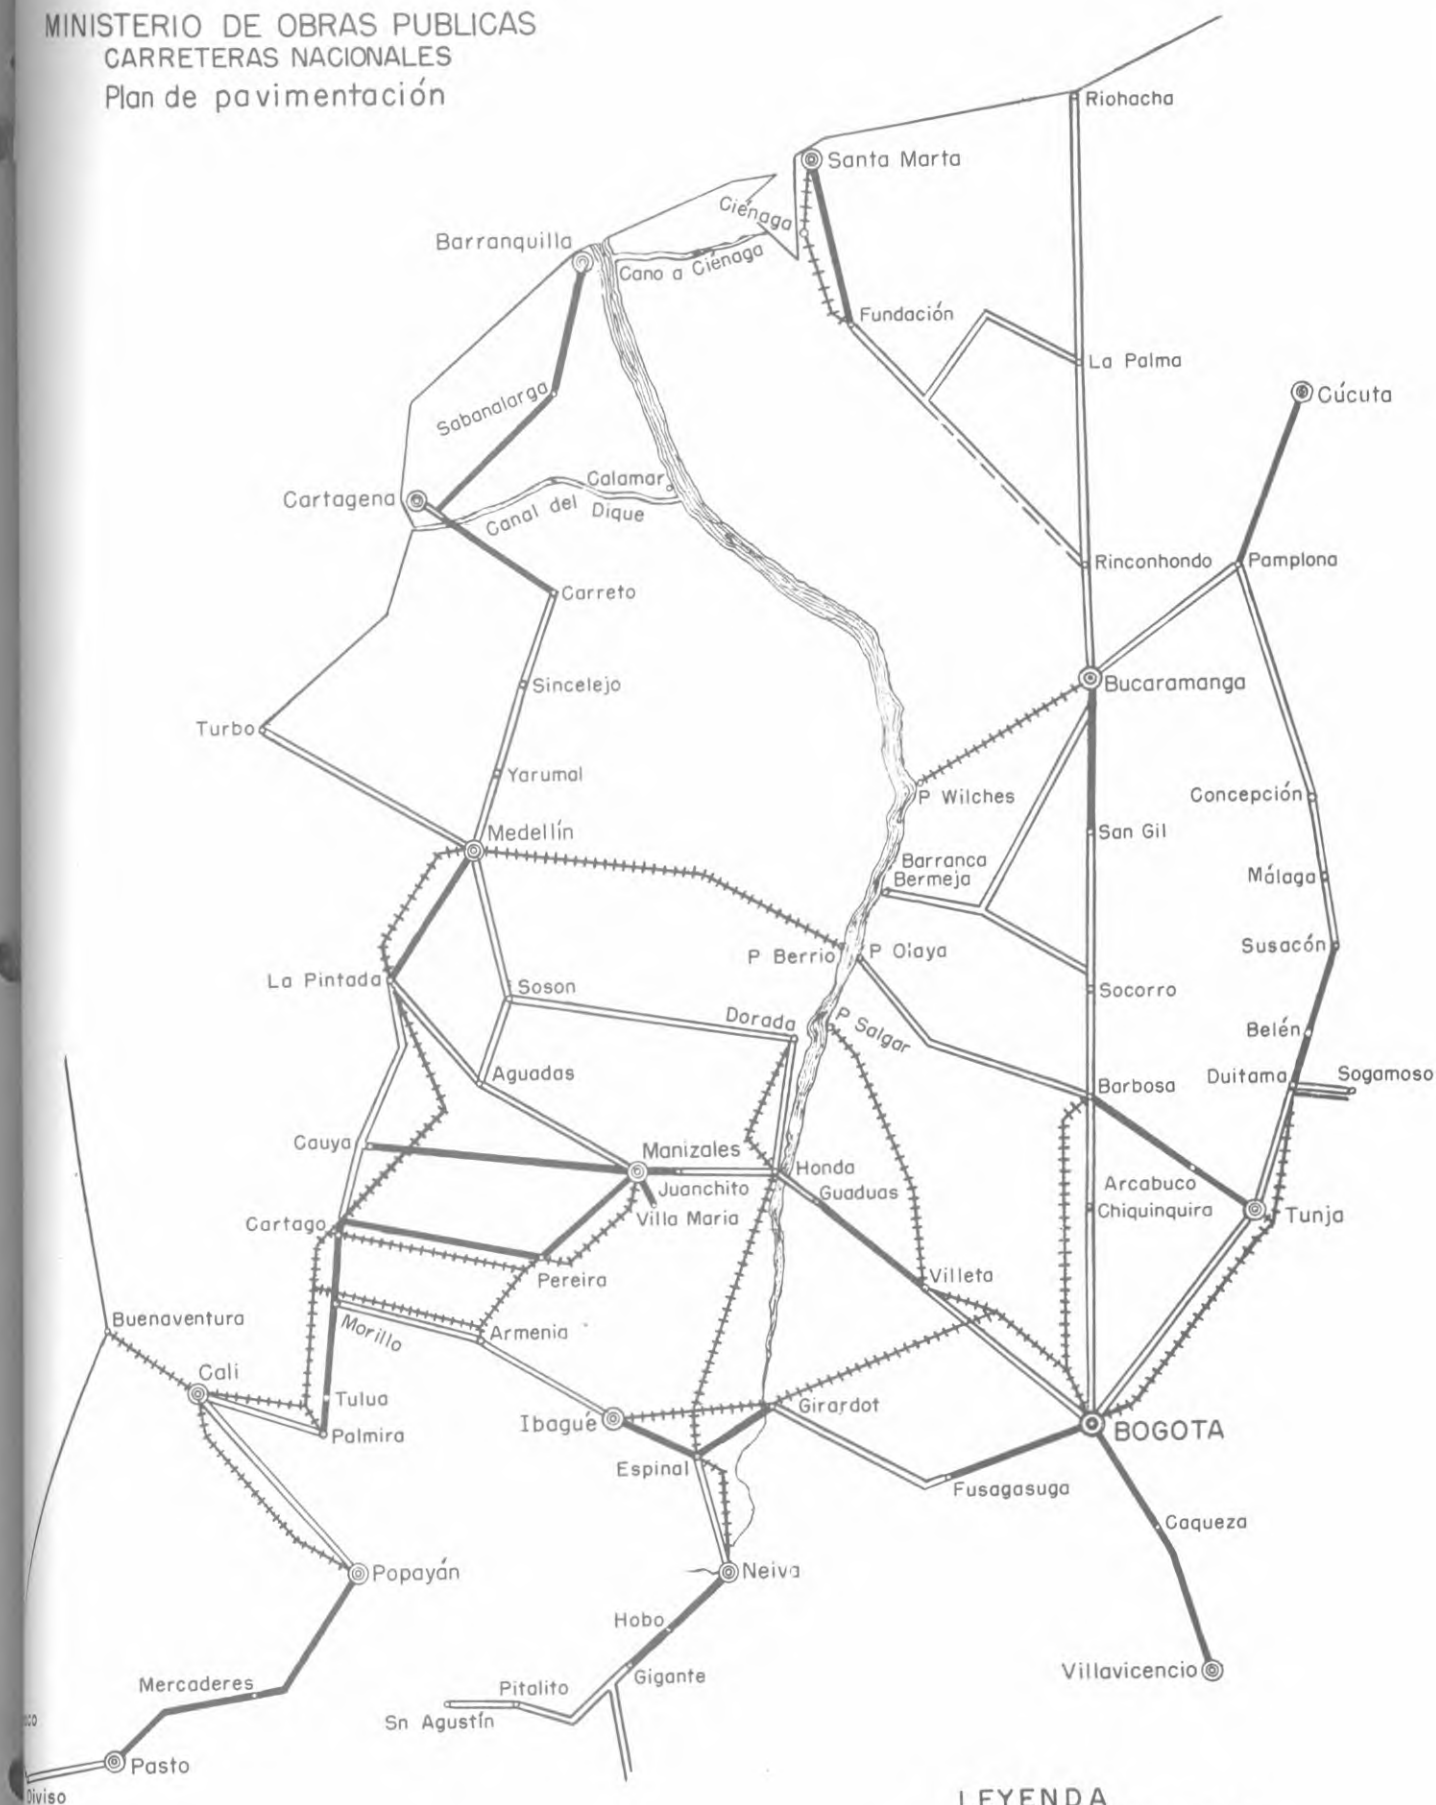 MINISTERIO DE OBRAS PUBLICAS
CARRETERAS NACIONALES
Plan de pavimentación
Riohacha
Santa Marta
Ciénaga
Barranquilla
Cano a Ciénaga
Fundación
La Palma
Sabanalarga
Cúcuta
Calamar
Cartagena
Canal del Dique
Rinconhondo
Pamplona
Carreto
Sincelejo
Bucaramanga
Turbo
Yarumal
P Wilches
Concepción
Medellín
San Gil
Barranca
Bermeja
Málaga
P Berrio
P Olaya
Susacón
La Pintada
Soson
Socorro
Dorada
P Salgar
Belén
Aguadas
Barbosa
Duitama
Sogamoso
Cauya
Manizales
Honda
Juanchito
Guaduas
Arcabuco
Villa Maria
Chiquinquira
Cartago
Tunja
Pereira
Villeta
Buenaventura
Morillo
Armenia
Cali
Tulua
Ibagué
Girardot
Palmira
BOGOTA
Espinal
Fusagasuga
Caqueza
Popayán
Neiva
Hobo
Mercaderes
Pitalito
Gigante
Villavicencio
Sn Agustín
co
Pasto
Diviso
LEYENDA